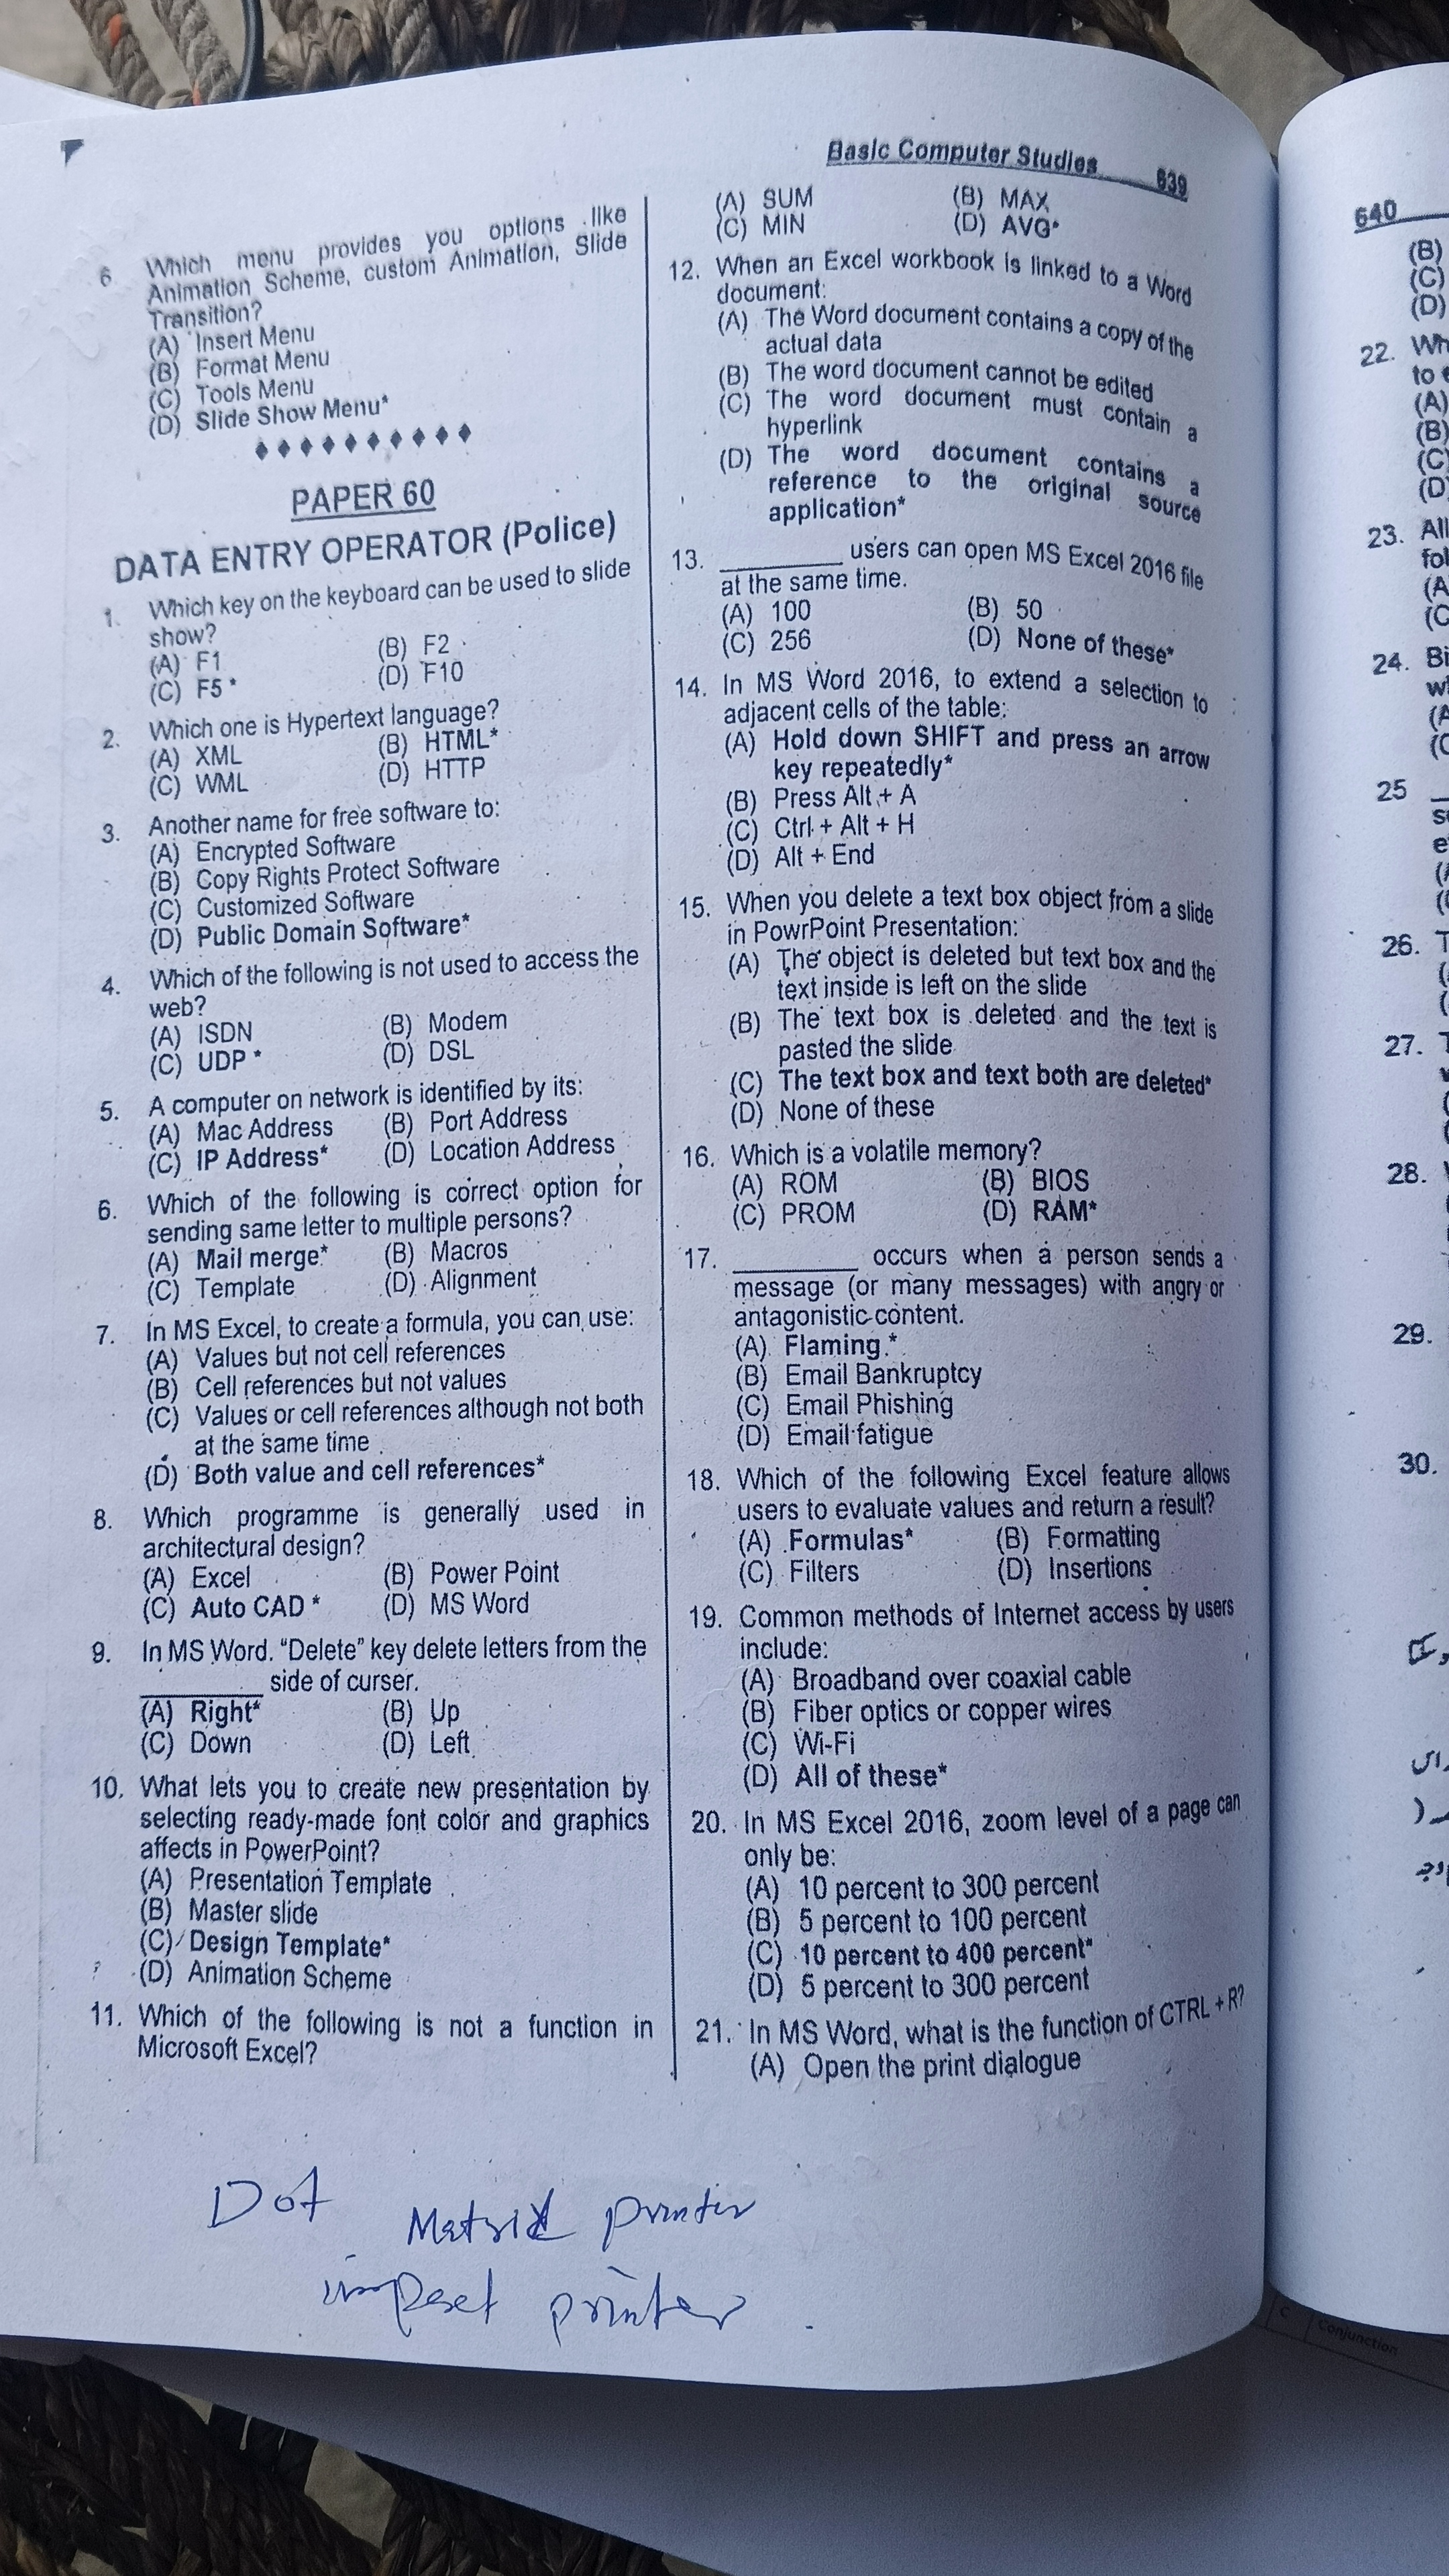 Basic Computer Studies 639
6. Which menu provides you options like
Animation Scheme, custom Animation, Slide
Transition?
(A) Insert Menu
(B) Format Menu
(C) Tools Menu
(D) Slide Show Menu*
♦♦♦♦♦♦♦♦♦♦
PAPER 60
DATA ENTRY OPERATOR (Police)
1. Which key on the keyboard can be used to slide
show?
(A) F1 (B) F2
(C) F5 * (D) F10
2. Which one is Hypertext language?
(A) XML (B) HTML*
(C) WML (D) HTTP
3. Another name for free software to:
(A) Encrypted Software
(B) Copy Rights Protect Software
(C) Customized Software
(D) Public Domain Software*
4. Which of the following is not used to access the
web?
(A) ISDN (B) Modem
(C) UDP * (D) DSL
5. A computer on network is identified by its:
(A) Mac Address (B) Port Address
(C) IP Address* (D) Location Address
6. Which of the following is correct option for
sending same letter to multiple persons?
(A) Mail merge* (B) Macros
(C) Template (D) Alignment
7. In MS Excel, to create a formula, you can use:
(A) Values but not cell references
(B) Cell references but not values
(C) Values or cell references although not both
at the same time
(D) Both value and cell references*
8. Which programme is generally used in
architectural design?
(A) Excel (B) Power Point
(C) Auto CAD * (D) MS Word
9. In MS Word. “Delete” key delete letters from the
__________ side of curser.
(A) Right* (B) Up
(C) Down (D) Left
10. What lets you to create new presentation by
selecting ready-made font color and graphics
affects in PowerPoint?
(A) Presentation Template
(B) Master slide
(C) Design Template*
(D) Animation Scheme
11. Which of the following is not a function in
Microsoft Excel?
(A) SUM (B) MAX
(C) MIN (D) AVG*
12. When an Excel workbook is linked to a Word
document:
(A) The Word document contains a copy of the
actual data
(B) The word document cannot be edited
(C) The word document must contain a
hyperlink
(D) The word document contains a
reference to the original source
application*
13. __________ users can open MS Excel 2016 file
at the same time.
(A) 100 (B) 50
(C) 256 (D) None of these*
14. In MS Word 2016, to extend a selection to
adjacent cells of the table:
(A) Hold down SHIFT and press an arrow
key repeatedly*
(B) Press Alt + A
(C) Ctrl + Alt + H
(D) Alt + End
15. When you delete a text box object from a slide
in PowrPoint Presentation:
(A) The object is deleted but text box and the
text inside is left on the slide
(B) The text box is deleted and the text is
pasted the slide
(C) The text box and text both are deleted*
(D) None of these
16. Which is a volatile memory?
(A) ROM (B) BIOS
(C) PROM (D) RAM*
17. __________ occurs when a person sends a
message (or many messages) with angry or
antagonistic content.
(A) Flaming *
(B) Email Bankruptcy
(C) Email Phishing
(D) Email fatigue
18. Which of the following Excel feature allows
users to evaluate values and return a result?
(A) Formulas* (B) Formatting
(C) Filters (D) Insertions
19. Common methods of Internet access by users
include:
(A) Broadband over coaxial cable
(B) Fiber optics or copper wires
(C) Wi-Fi
(D) All of these*
20. In MS Excel 2016, zoom level of a page can
only be:
(A) 10 percent to 300 percent
(B) 5 percent to 100 percent
(C) 10 percent to 400 percent*
(D) 5 percent to 300 percent
21. In MS Word, what is the function of CTRL + R?
(A) Open the print dialogue
Dot Matrix printer
impeset printer.
640
(B)
(C)
(D)
22. Wh
to
(A)
(B)
(C
(D
23. All
fol
(A
(C
24. Bi
w
(A
(C
25
26.
27.
28.
29.
30.
C Conjunction